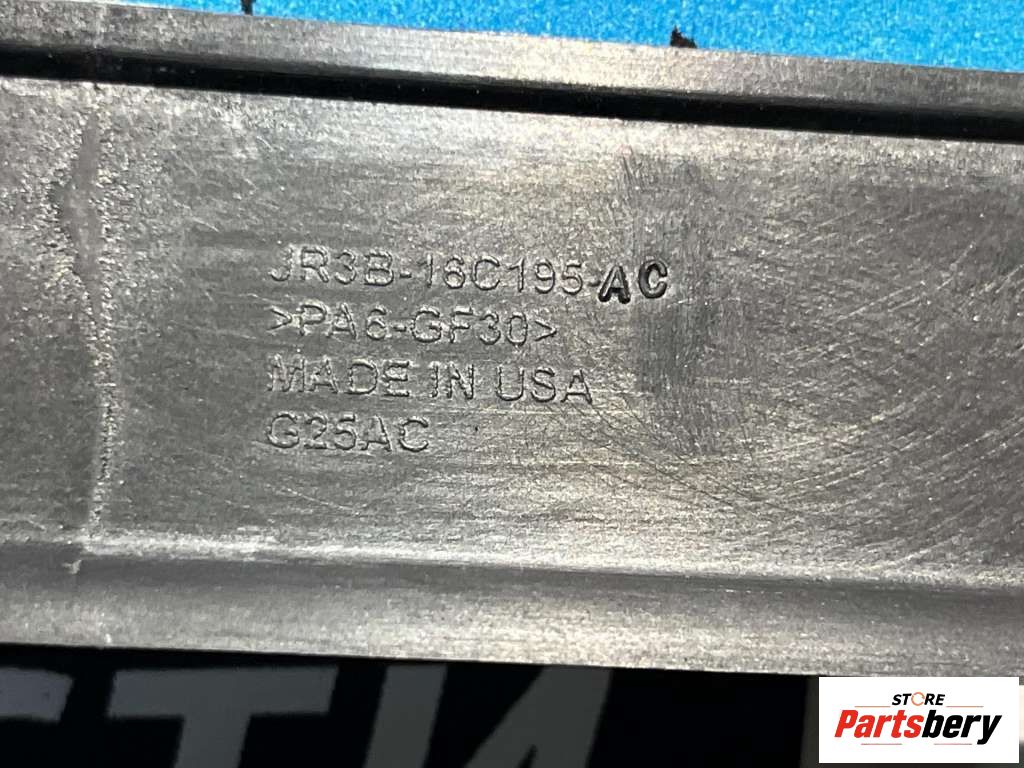 JR3B-16C195-AC
>PA6-GF30>
MADE IN USA
G25AC
STORE
Partsbery